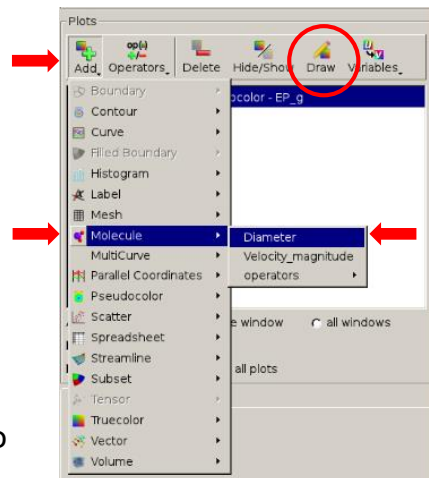 Plots
op(+)
Add Operators Delete Hide/Show Draw Variables
Boundary
ocolor - EP_g
Contour
Curve
Filled Boundary
Histogram
Label
Mesh
Molecule
Diameter
MultiCurve
Velocity_magnitude
Parallel Coordinates
operators
Pseudocolor
Scatter
e window all windows
Spreadsheet
Streamline
all plots
Subset
Tensor
Truecolor
Vector
Volume